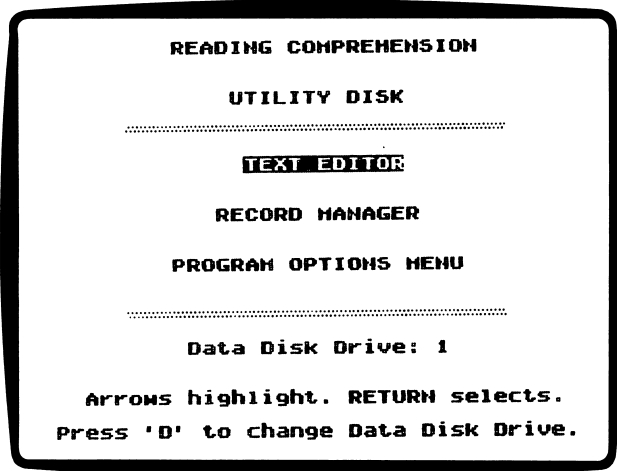 READING COMPREHENSION
UTILITY DISK
TEXT EDITOR
RECORD MANAGER
PROGRAM OPTIONS MENU
Data Disk Drive: 1
Arrows highlight. RETURN selects.
Press 'D' to change Data Disk Drive.